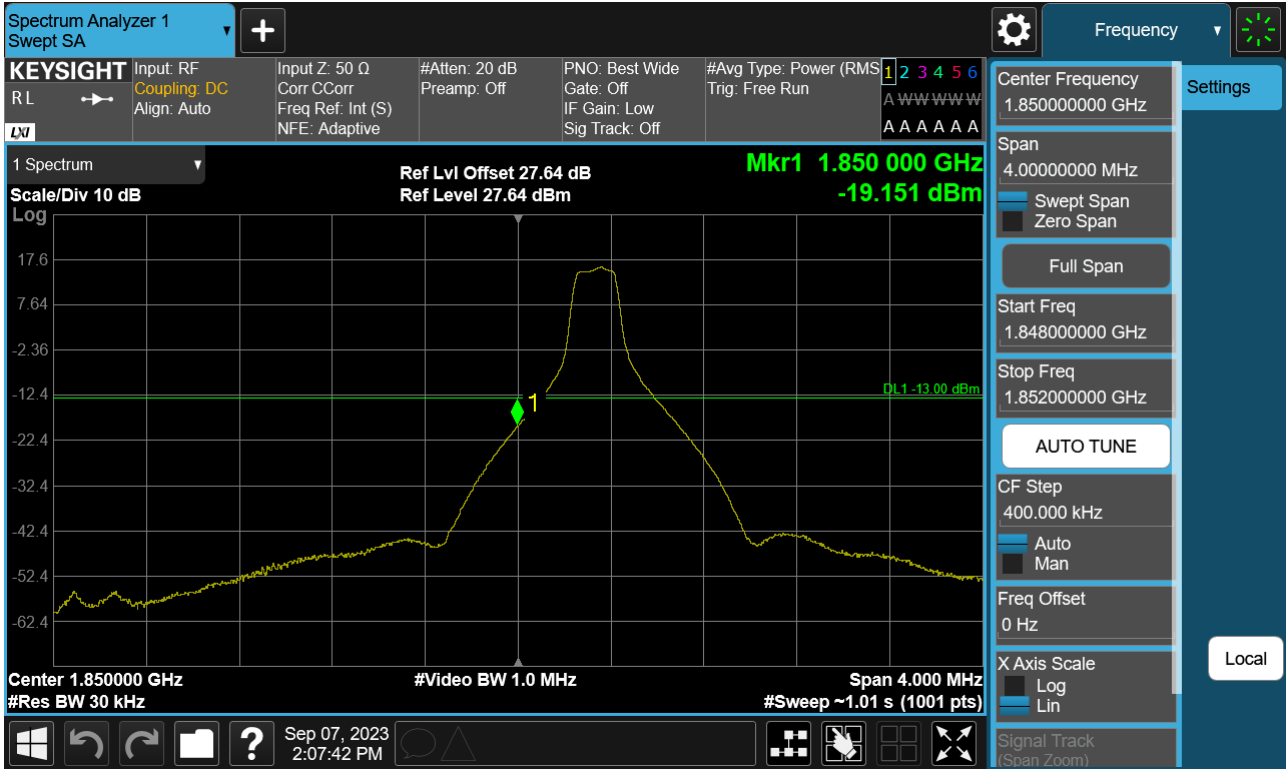 Spectrum Analyzer 1
Swept SA
Frequency
KEYSIGHT
RL
LXI
Input: RF
Coupling: DC
Align: Auto
Input Z: 50 Ω
Corr CCorr
Freq Ref: Int (S)
NFE: Adaptive
#Atten: 20 dB
Preamp: Off
PNO: Best Wide
Gate: Off
IF Gain: Low
Sig Track: Off
#Avg Type: Power (RMS
Trig: Free Run
1 2 3 4 5 6
A W W W W W
A A A A A A
1 Spectrum
Scale/Div 10 dB
Log
Ref Lvl Offset 27.64 dB
Ref Level 27.64 dBm
Mkr1 1.850 000 GHz
-19.151 dBm
17.6
7.64
-2.36
-12.4
-22.4
-32.4
-42.4
-52.4
-62.4
DL1 -13.00 dBm
1
Center 1.850000 GHz
#Video BW 1.0 MHz
Span 4.000 MHz
#Res BW 30 kHz
#Sweep ~1.01 s (1001 pts)
Center Frequency
1.850000000 GHz
Settings
Span
4.00000000 MHz
Swept Span
Zero Span
Full Span
Start Freq
1.848000000 GHz
Stop Freq
1.852000000 GHz
AUTO TUNE
CF Step
400.000 kHz
Auto
Man
Freq Offset
0 Hz
X Axis Scale
Log
Lin
Signal Track
(Span Zoom)
Local
?
Sep 07, 2023
2:07:42 PM